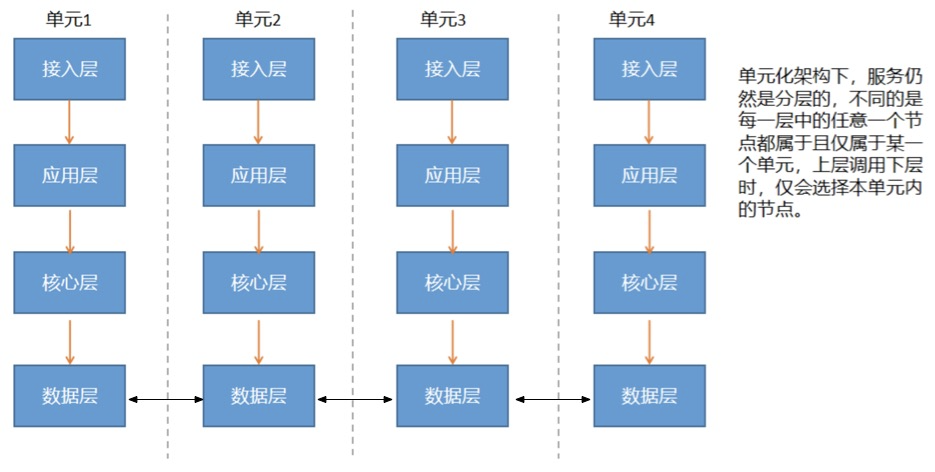 单元1
单元2
单元3
单元4
接入层
接入层
接入层
接入层
应用层
应用层
应用层
应用层
核心层
核心层
核心层
核心层
数据层
数据层
数据层
数据层
单元化架构下，服务仍
然是分层的，不同的是
每一层中的任意一个节
点都属于且仅属于某一
个单元，上层调用下层
时，仅会选择本单元内
的节点。